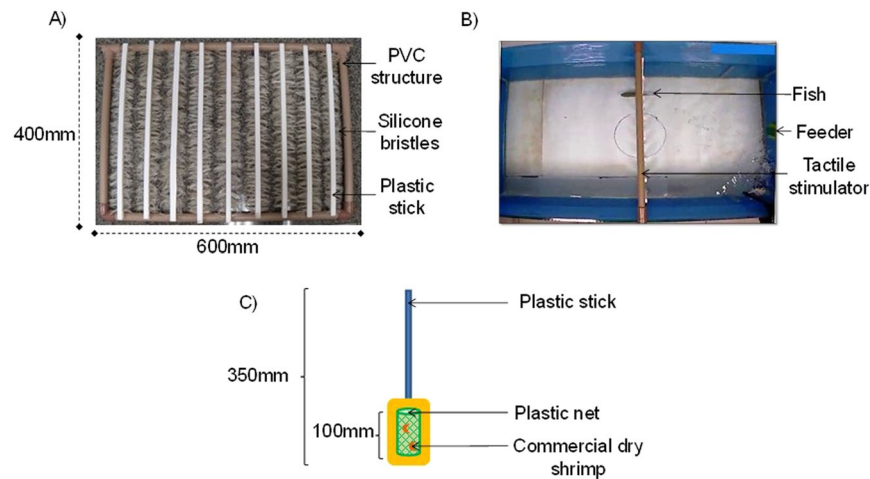 A)
PVC
structure
400mm
Silicone
bristles
Plastic
stick
600mm
B)
Fish
Feeder
Tactile
stimulator
C)
Plastic stick
350mm
Plastic net
100mm
Commercial dry
shrimp